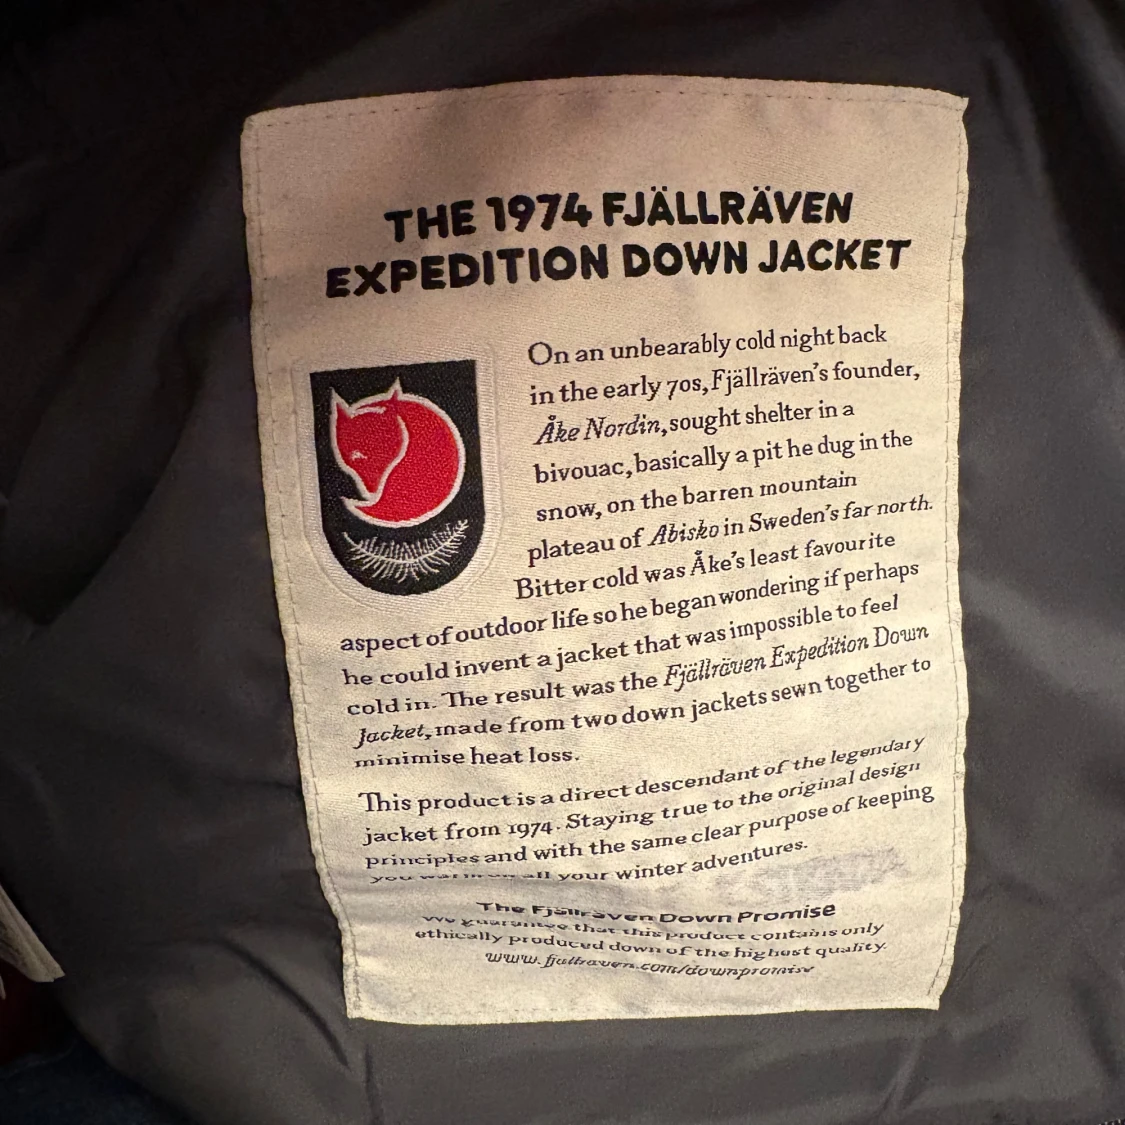 THE 1974 FJÄLLRÄVEN
EXPEDITION DOWN JACKET
On an unbearably cold night back
in the early 70s, Fjällräven's founder,
Åke Nordin, sought shelter in a
bivouac, basically a pit he dug in the
snow, on the barren mountain
plateau of Abisko in Sweden's far north.
Bitter cold was Åke's least favourite
aspect of outdoor life so he began wondering if perhaps
he could invent a jacket that was impossible to feel
cold in. The result was the Fjällräven Expedition Down
Jacket, made from two down jackets sewn together to
minimise heat loss.
This product is a direct descendant of the legendary
jacket from 1974. Staying true to the original design
principles and with the same clear purpose of keeping
you warm on all your winter adventures.
The Fjällräven Down Promise
We guarantee that this product contains only
ethically produced down of the highest quality.
www.fjallraven.com/downpromise